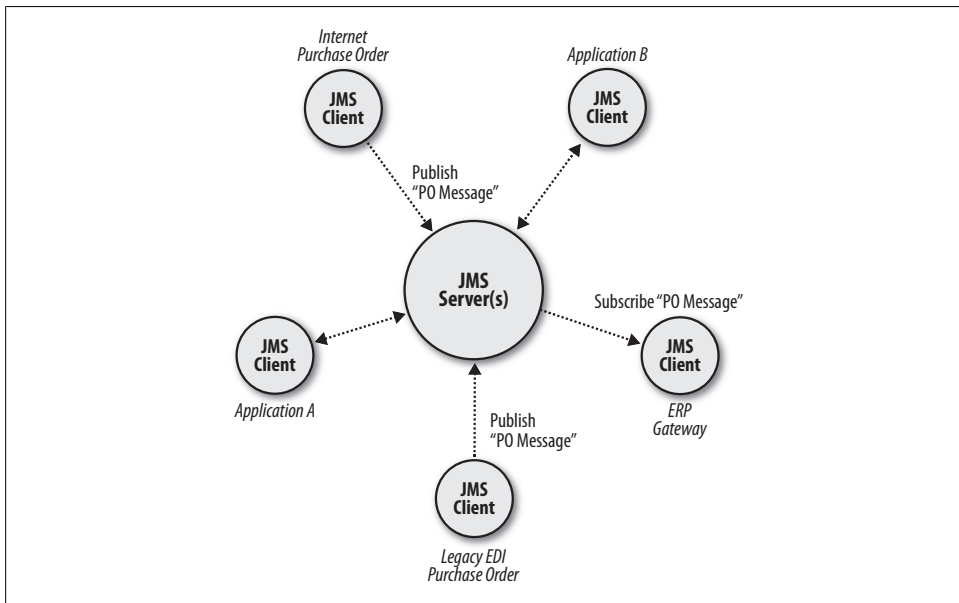 Internet
Purchase Order
JMS
Client
Application B
JMS
Client
Publish
“PO Message”
JMS
Server(s)
Subscribe “PO Message”
JMS
Client
Application A
JMS
Client
ERP
Gateway
Publish
“PO Message”
JMS
Client
Legacy EDI
Purchase Order